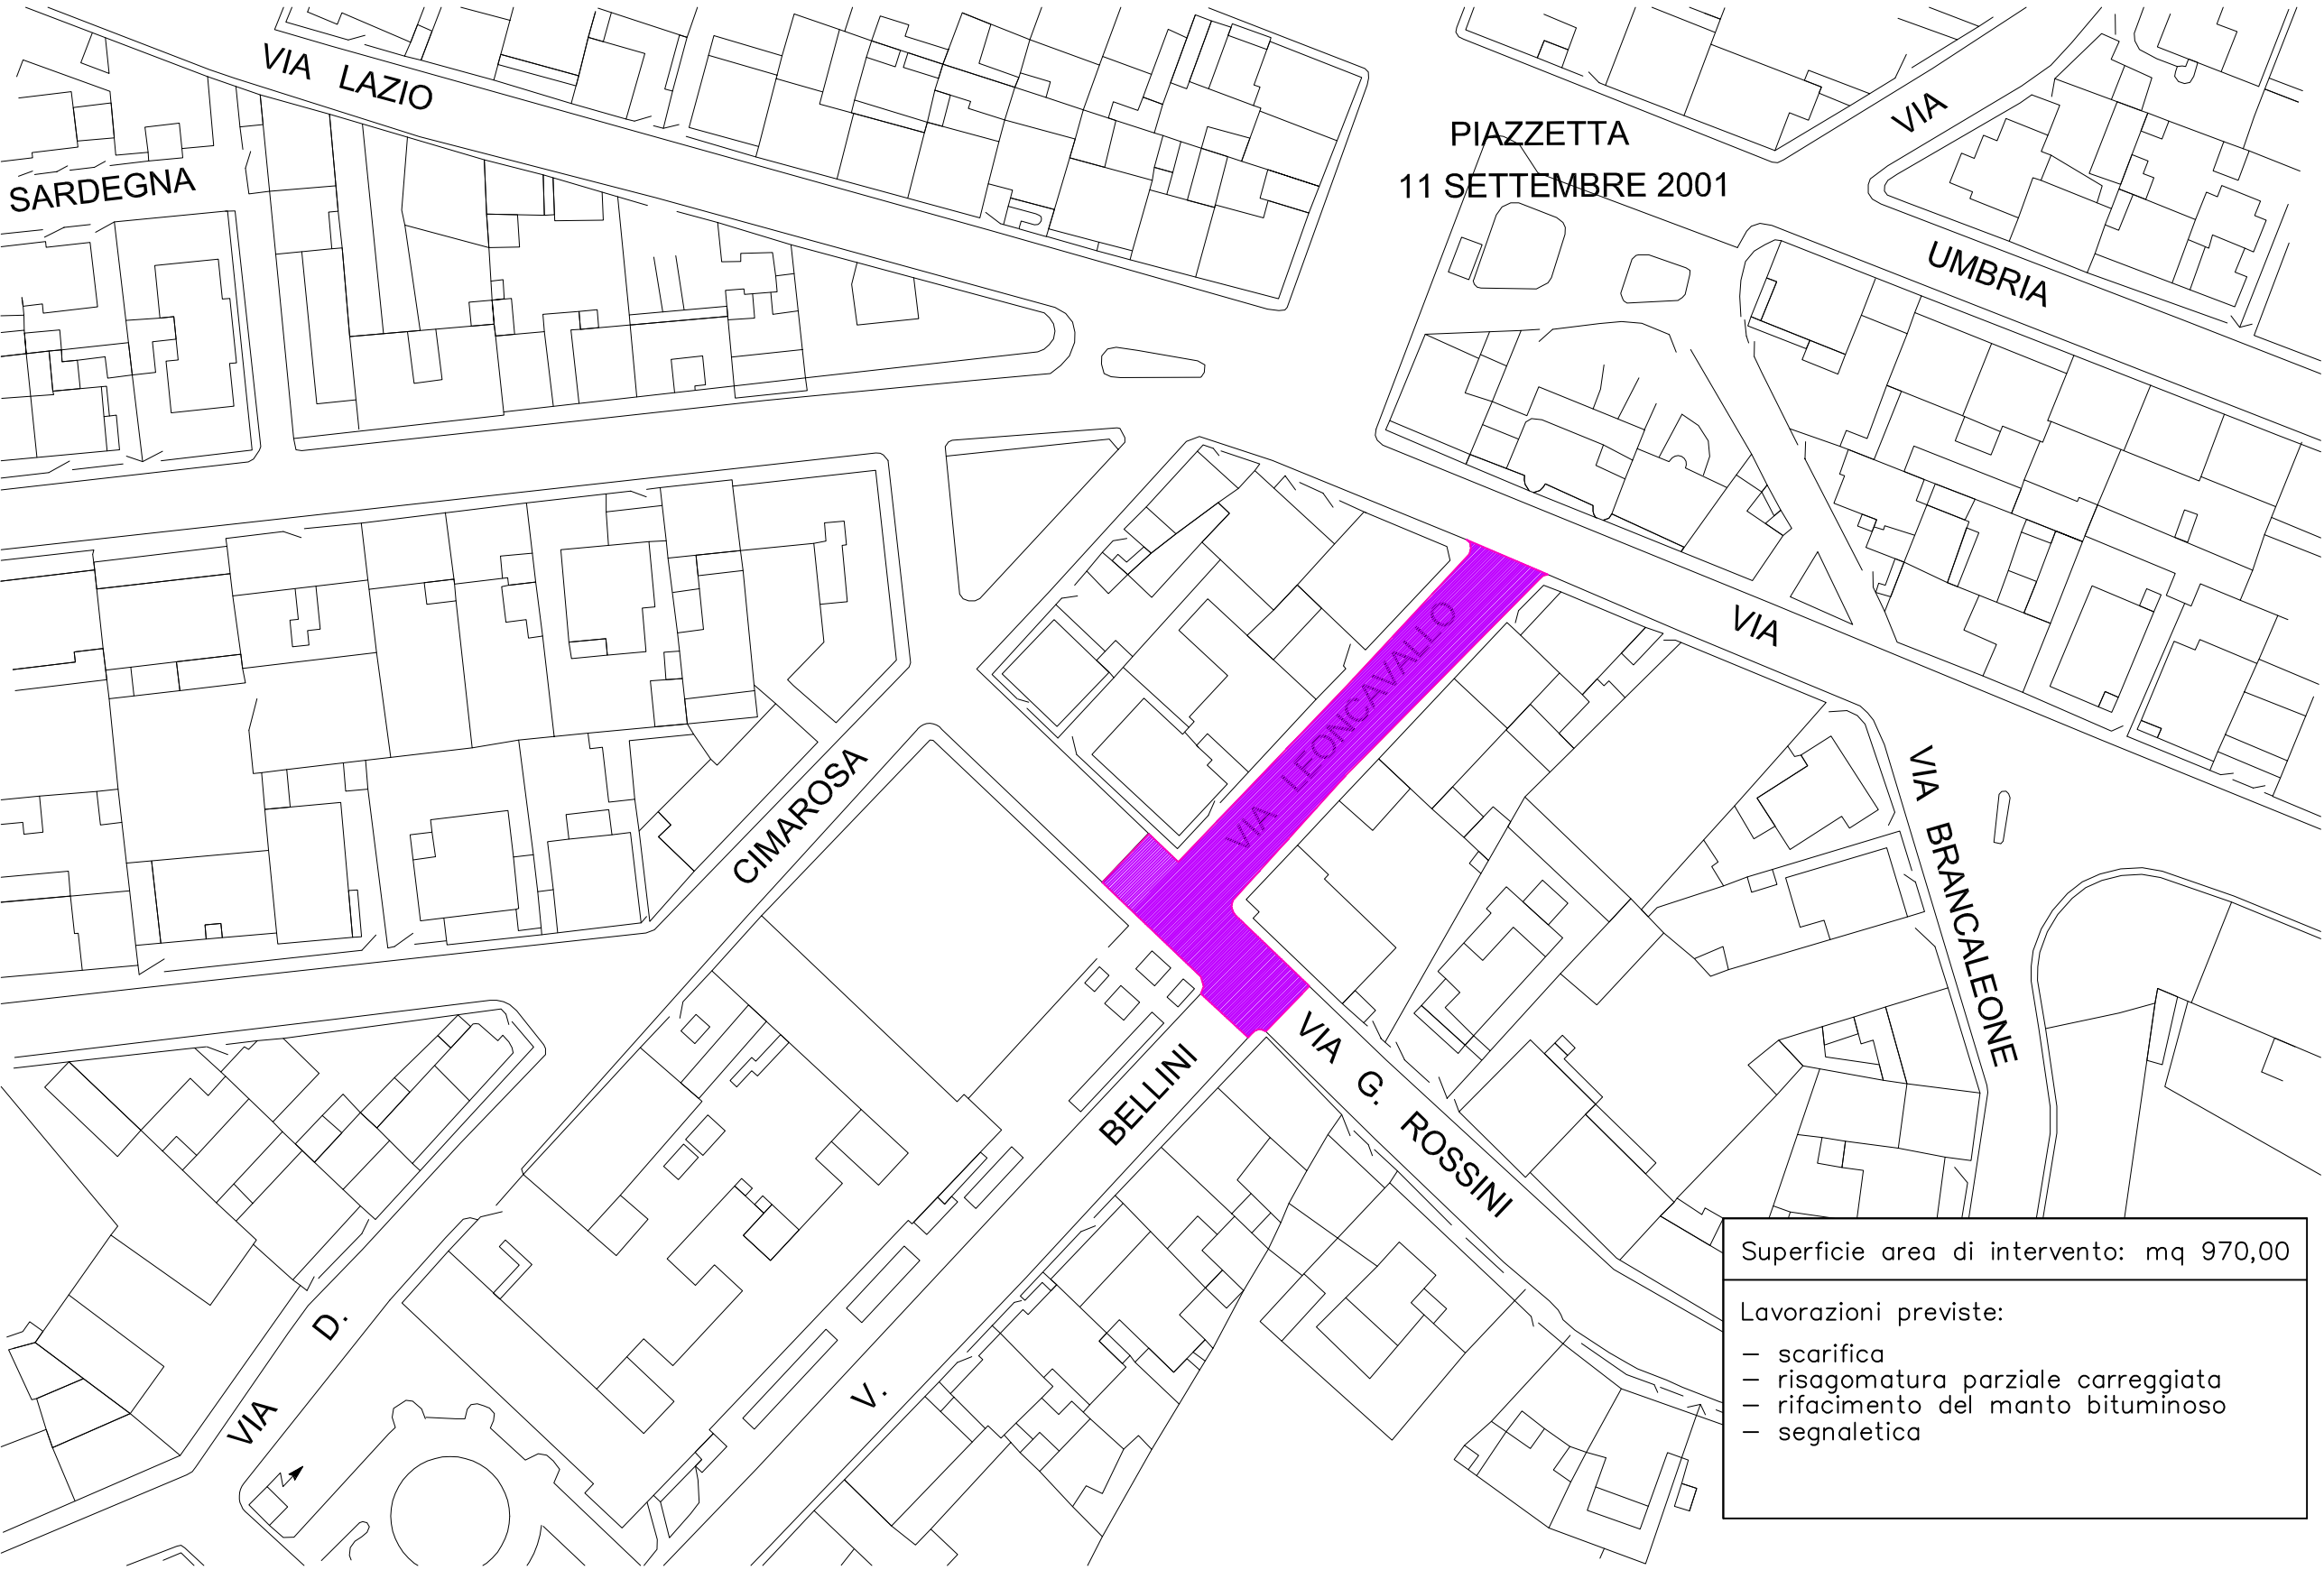 VIA LAZIO
SARDEGNA
PIAZZETTA
11 SETTEMBRE 2001
VIA
UMBRIA
VIA
VIA LEONCAVALLO
VIA BRANCALEONE
CIMAROSA
BELLINI
VIA G. ROSSINI
V.
VIA D.
Superficie area di intervento: mq 970,00
Lavorazioni previste:
– scarifica
– risagomatura parziale carreggiata
– rifacimento del manto bituminoso
– segnaletica